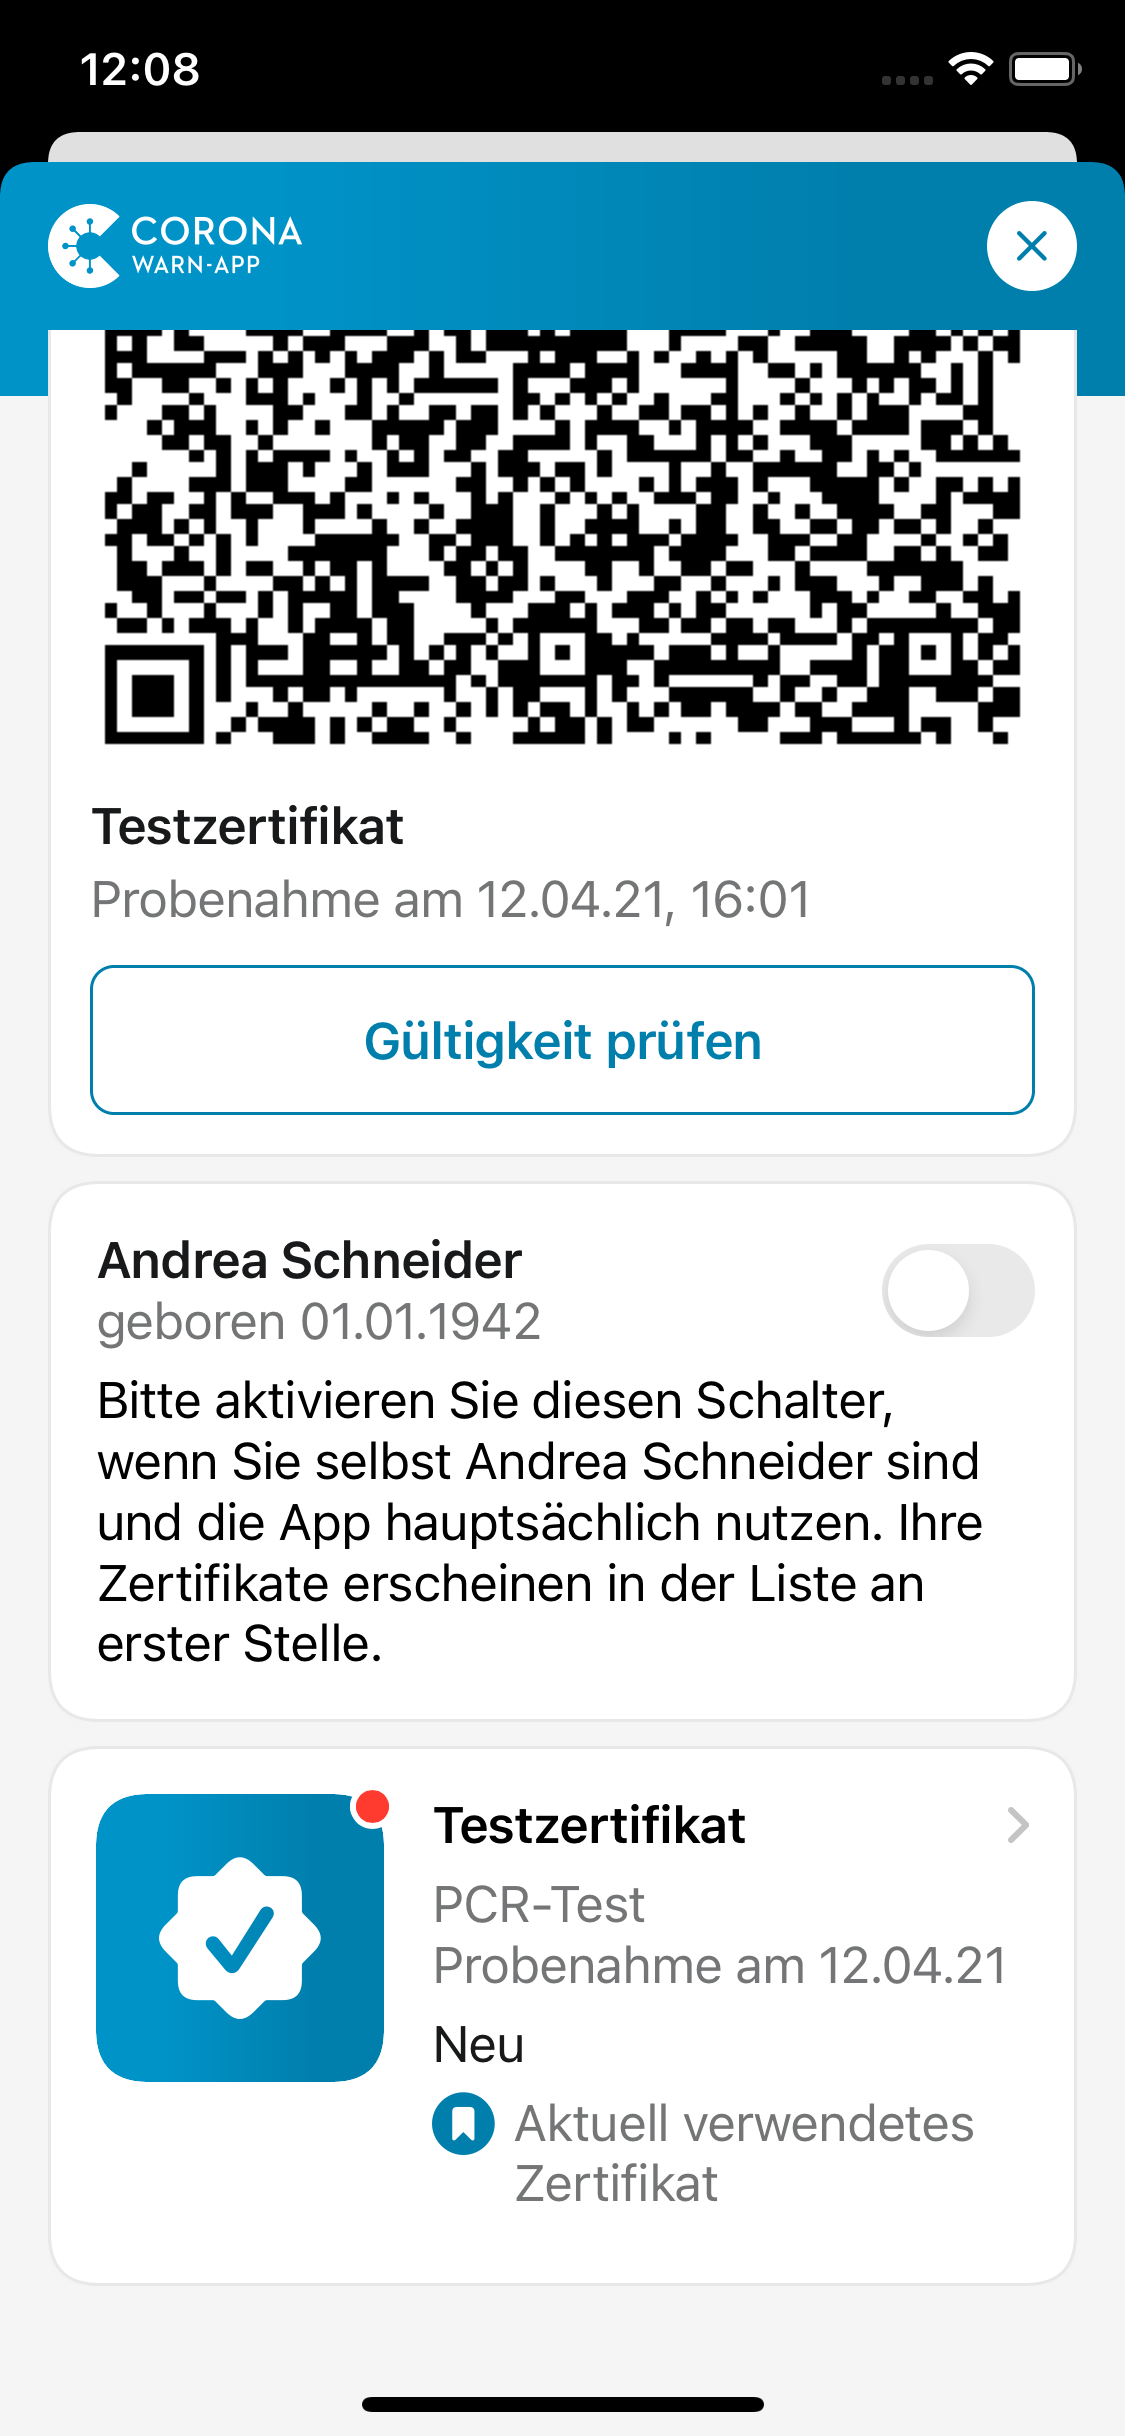 12:08
CORONA
WARN-APP
Testzertifikat
Probenahme am 12.04.21, 16:01
Gültigkeit prüfen
Andrea Schneider
geboren 01.01.1942
Bitte aktivieren Sie diesen Schalter,
wenn Sie selbst Andrea Schneider sind
und die App hauptsächlich nutzen. Ihre
Zertifikate erscheinen in der Liste an
erster Stelle.
Testzertifikat
PCR-Test
Probenahme am 12.04.21
Neu
Aktuell verwendetes
Zertifikat